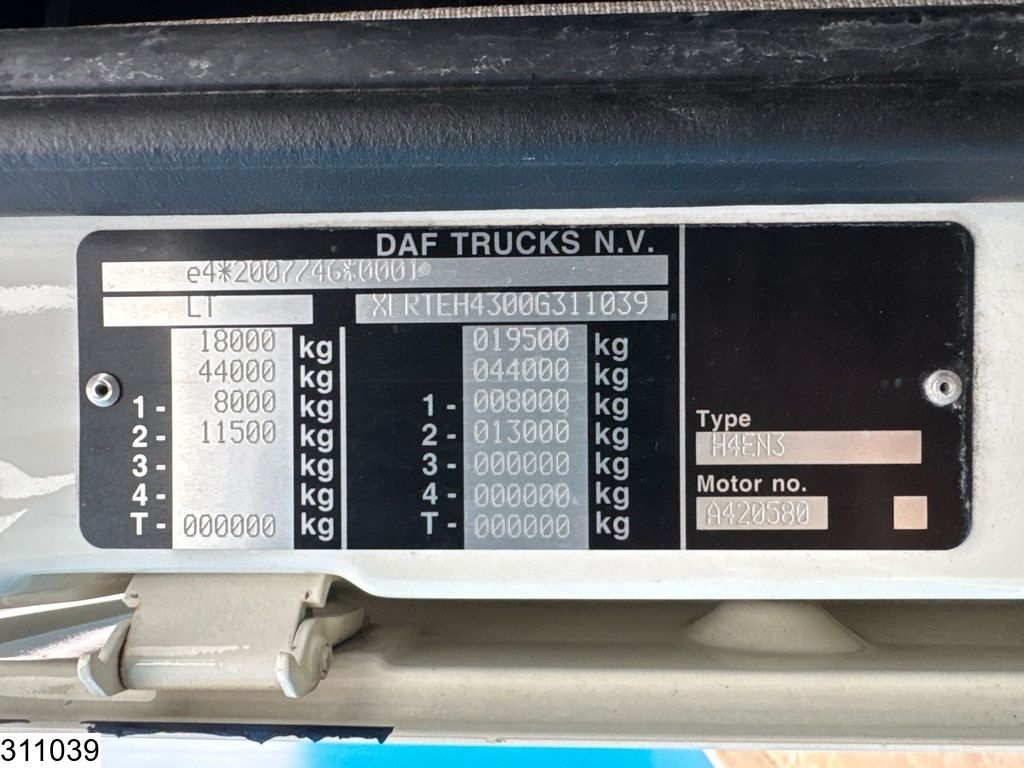 DAF TRUCKS N.V.
e4*2007/46*0001
LT XLRTEH4300G311039
18000 kg 019500 kg
44000 kg 044000 kg
1 - 8000 kg 1 - 008000 kg
2 - 11500 kg 2 - 013000 kg
3 - kg 3 - 000000 kg
4 - kg 4 - 000000 kg
T - 000000 kg T - 000000 kg
Type
H4EN3
Motor no.
A420580
311039